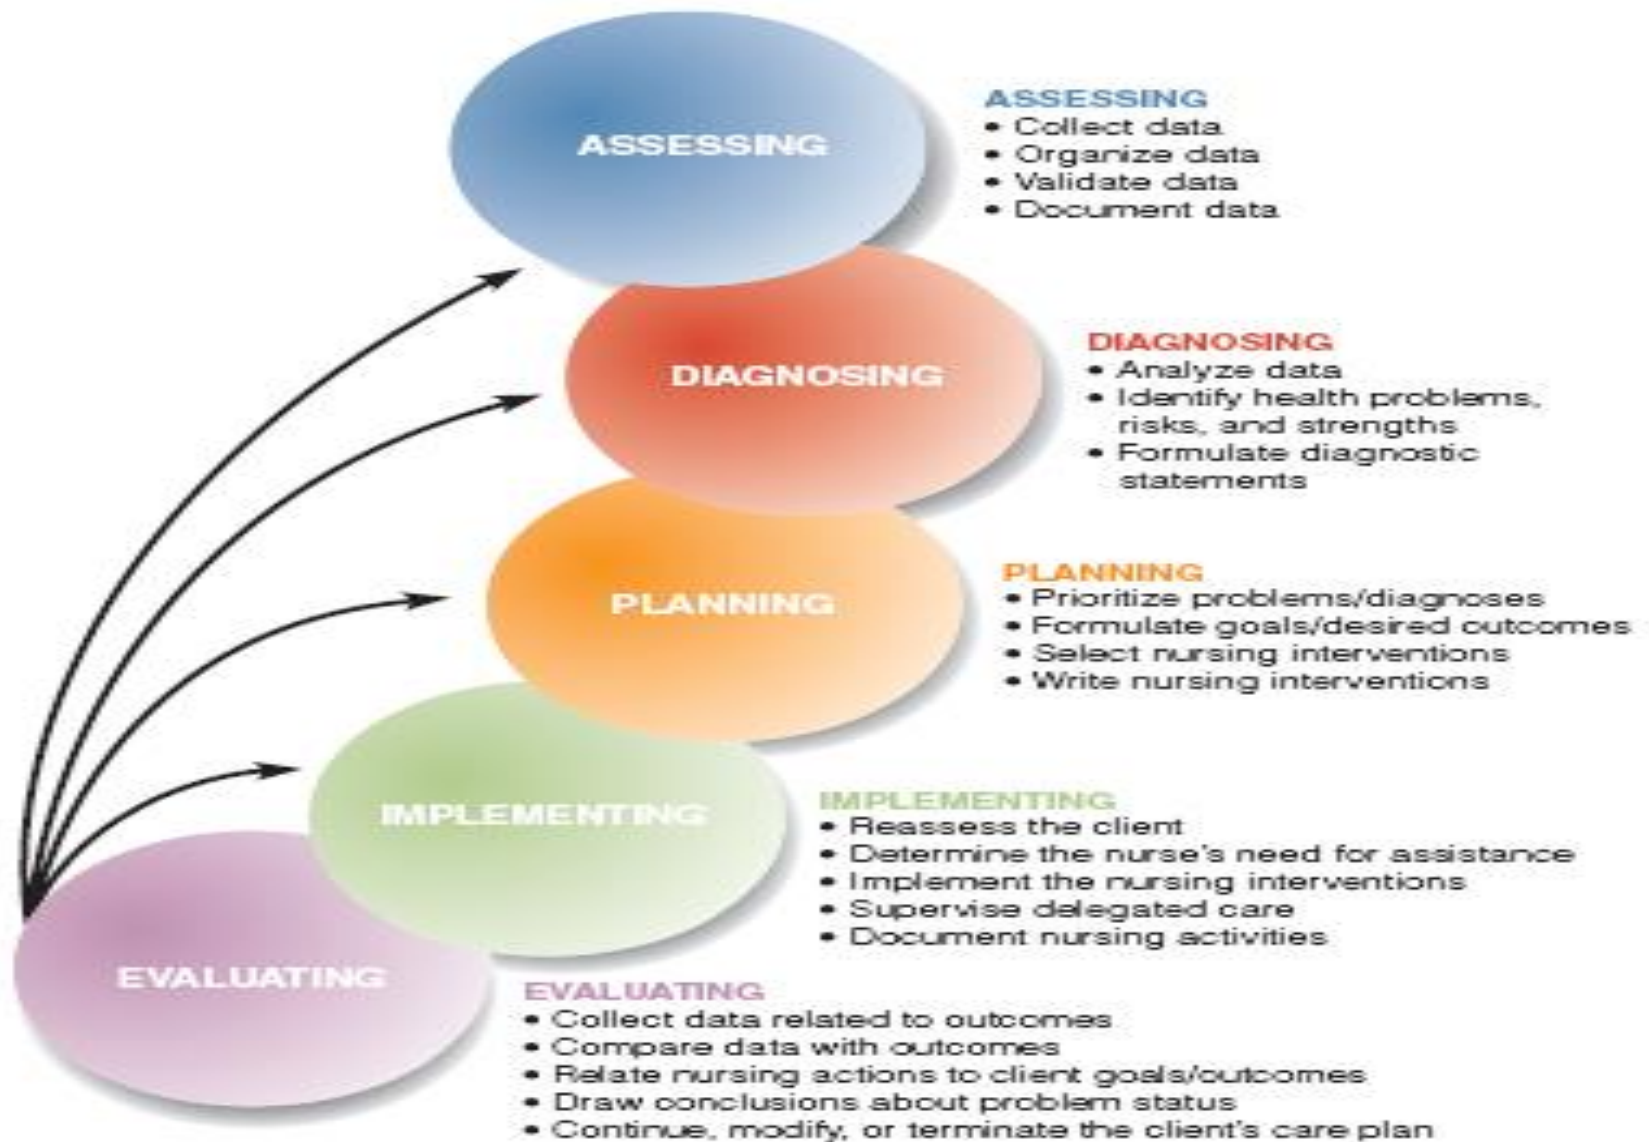 ASSESSING
ASSESSING
• Collect data
• Organize data
• Validate data
• Document data
DIAGNOSING
DIAGNOSING
• Analyze data
• Identify health problems,
risks, and strengths
• Formulate diagnostic
statements
PLANNING
PLANNING
• Prioritize problems/diagnoses
• Formulate goals/desired outcomes
• Select nursing interventions
• Write nursing interventions
IMPLEMENTING
IMPLEMENTING
• Reassess the client
• Determine the nurse's need for assistance
• Implement the nursing interventions
• Supervise delegated care
• Document nursing activities
EVALUATING
EVALUATING
• Collect data related to outcomes
• Compare data with outcomes
• Relate nursing actions to client goals/outcomes
• Draw conclusions about problem status
• Continue, modify, or terminate the client's care plan